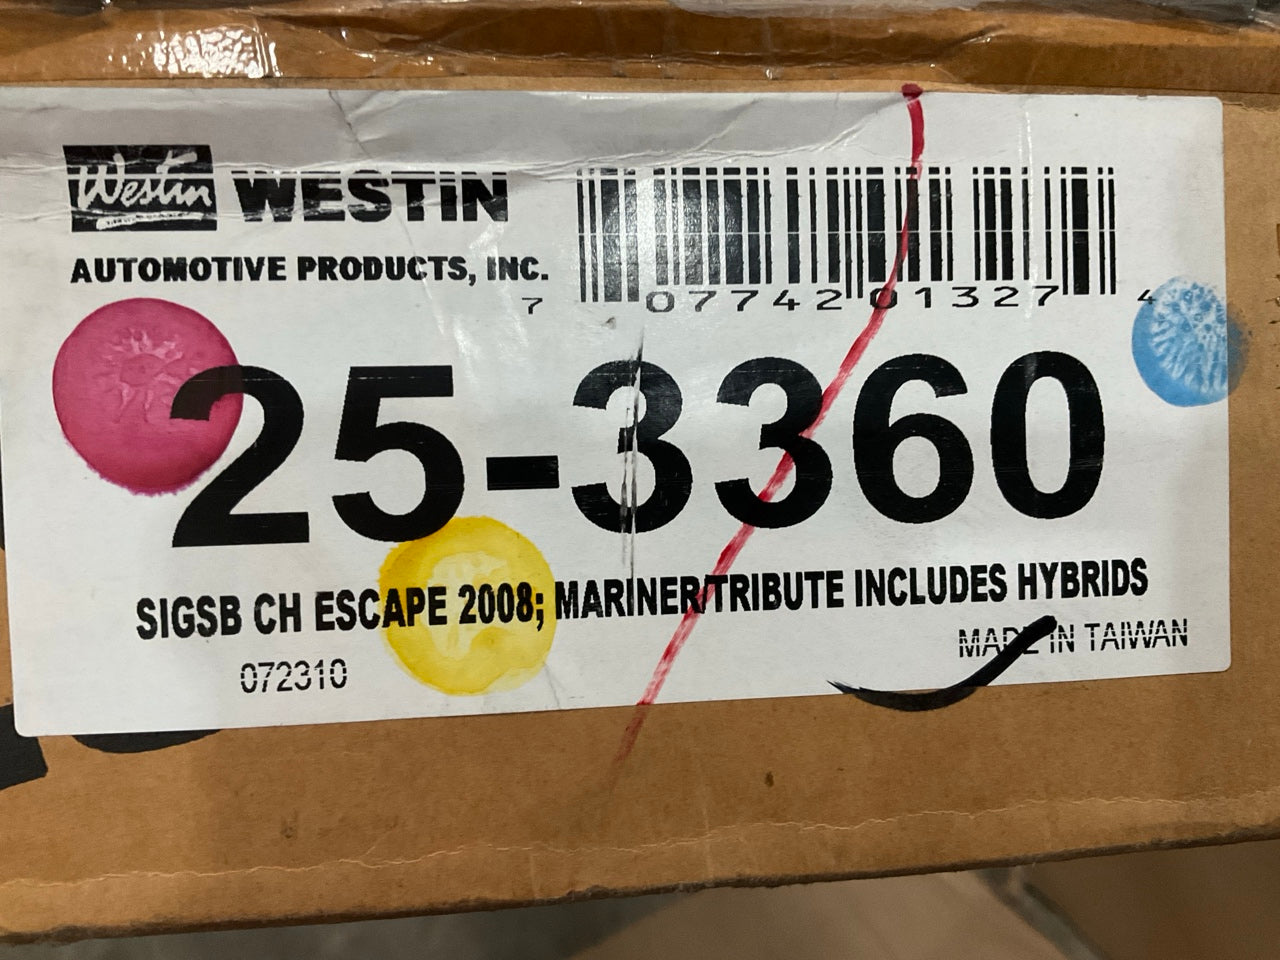 Westin WESTiN
AUTOMOTIVE PRODUCTS, INC.
7 07742 01327 4
25-3360
SIGSB CH ESCAPE 2008; MARINER/TRIBUTE INCLUDES HYBRIDS
072310
MADE IN TAIWAN